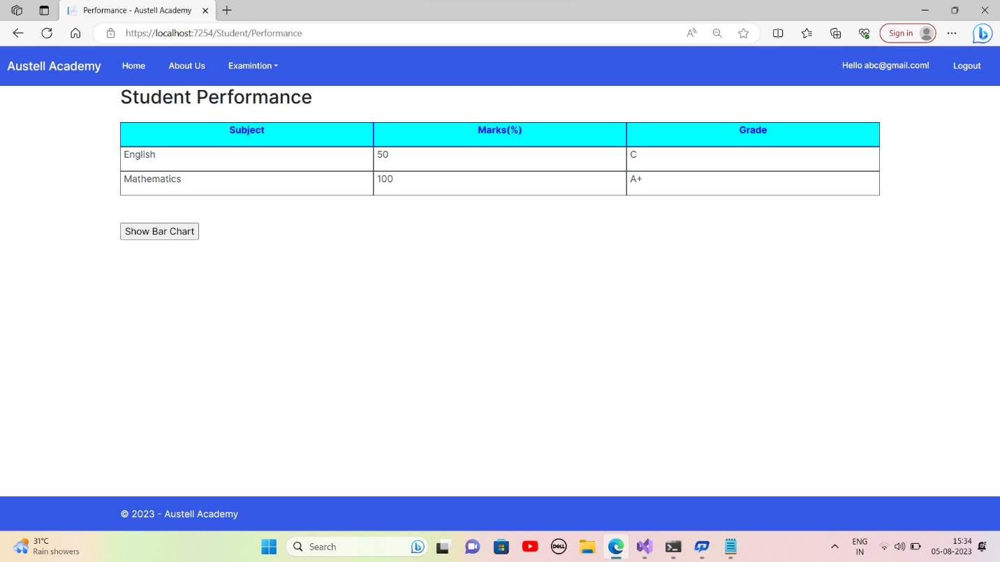 Performance - Austell Academy
https://localhost:7254/Student/Performance
Sign in
Austell Academy Home About Us Examintion Hello abc@gmail.com! Logout
Student Performance
Subject Marks(%) Grade
English 50 C
Mathematics 100 A+
Show Bar Chart
© 2023 - Austell Academy
31°C
Rain showers
Search
DELL
ENG
IN
15:34
05-08-2023